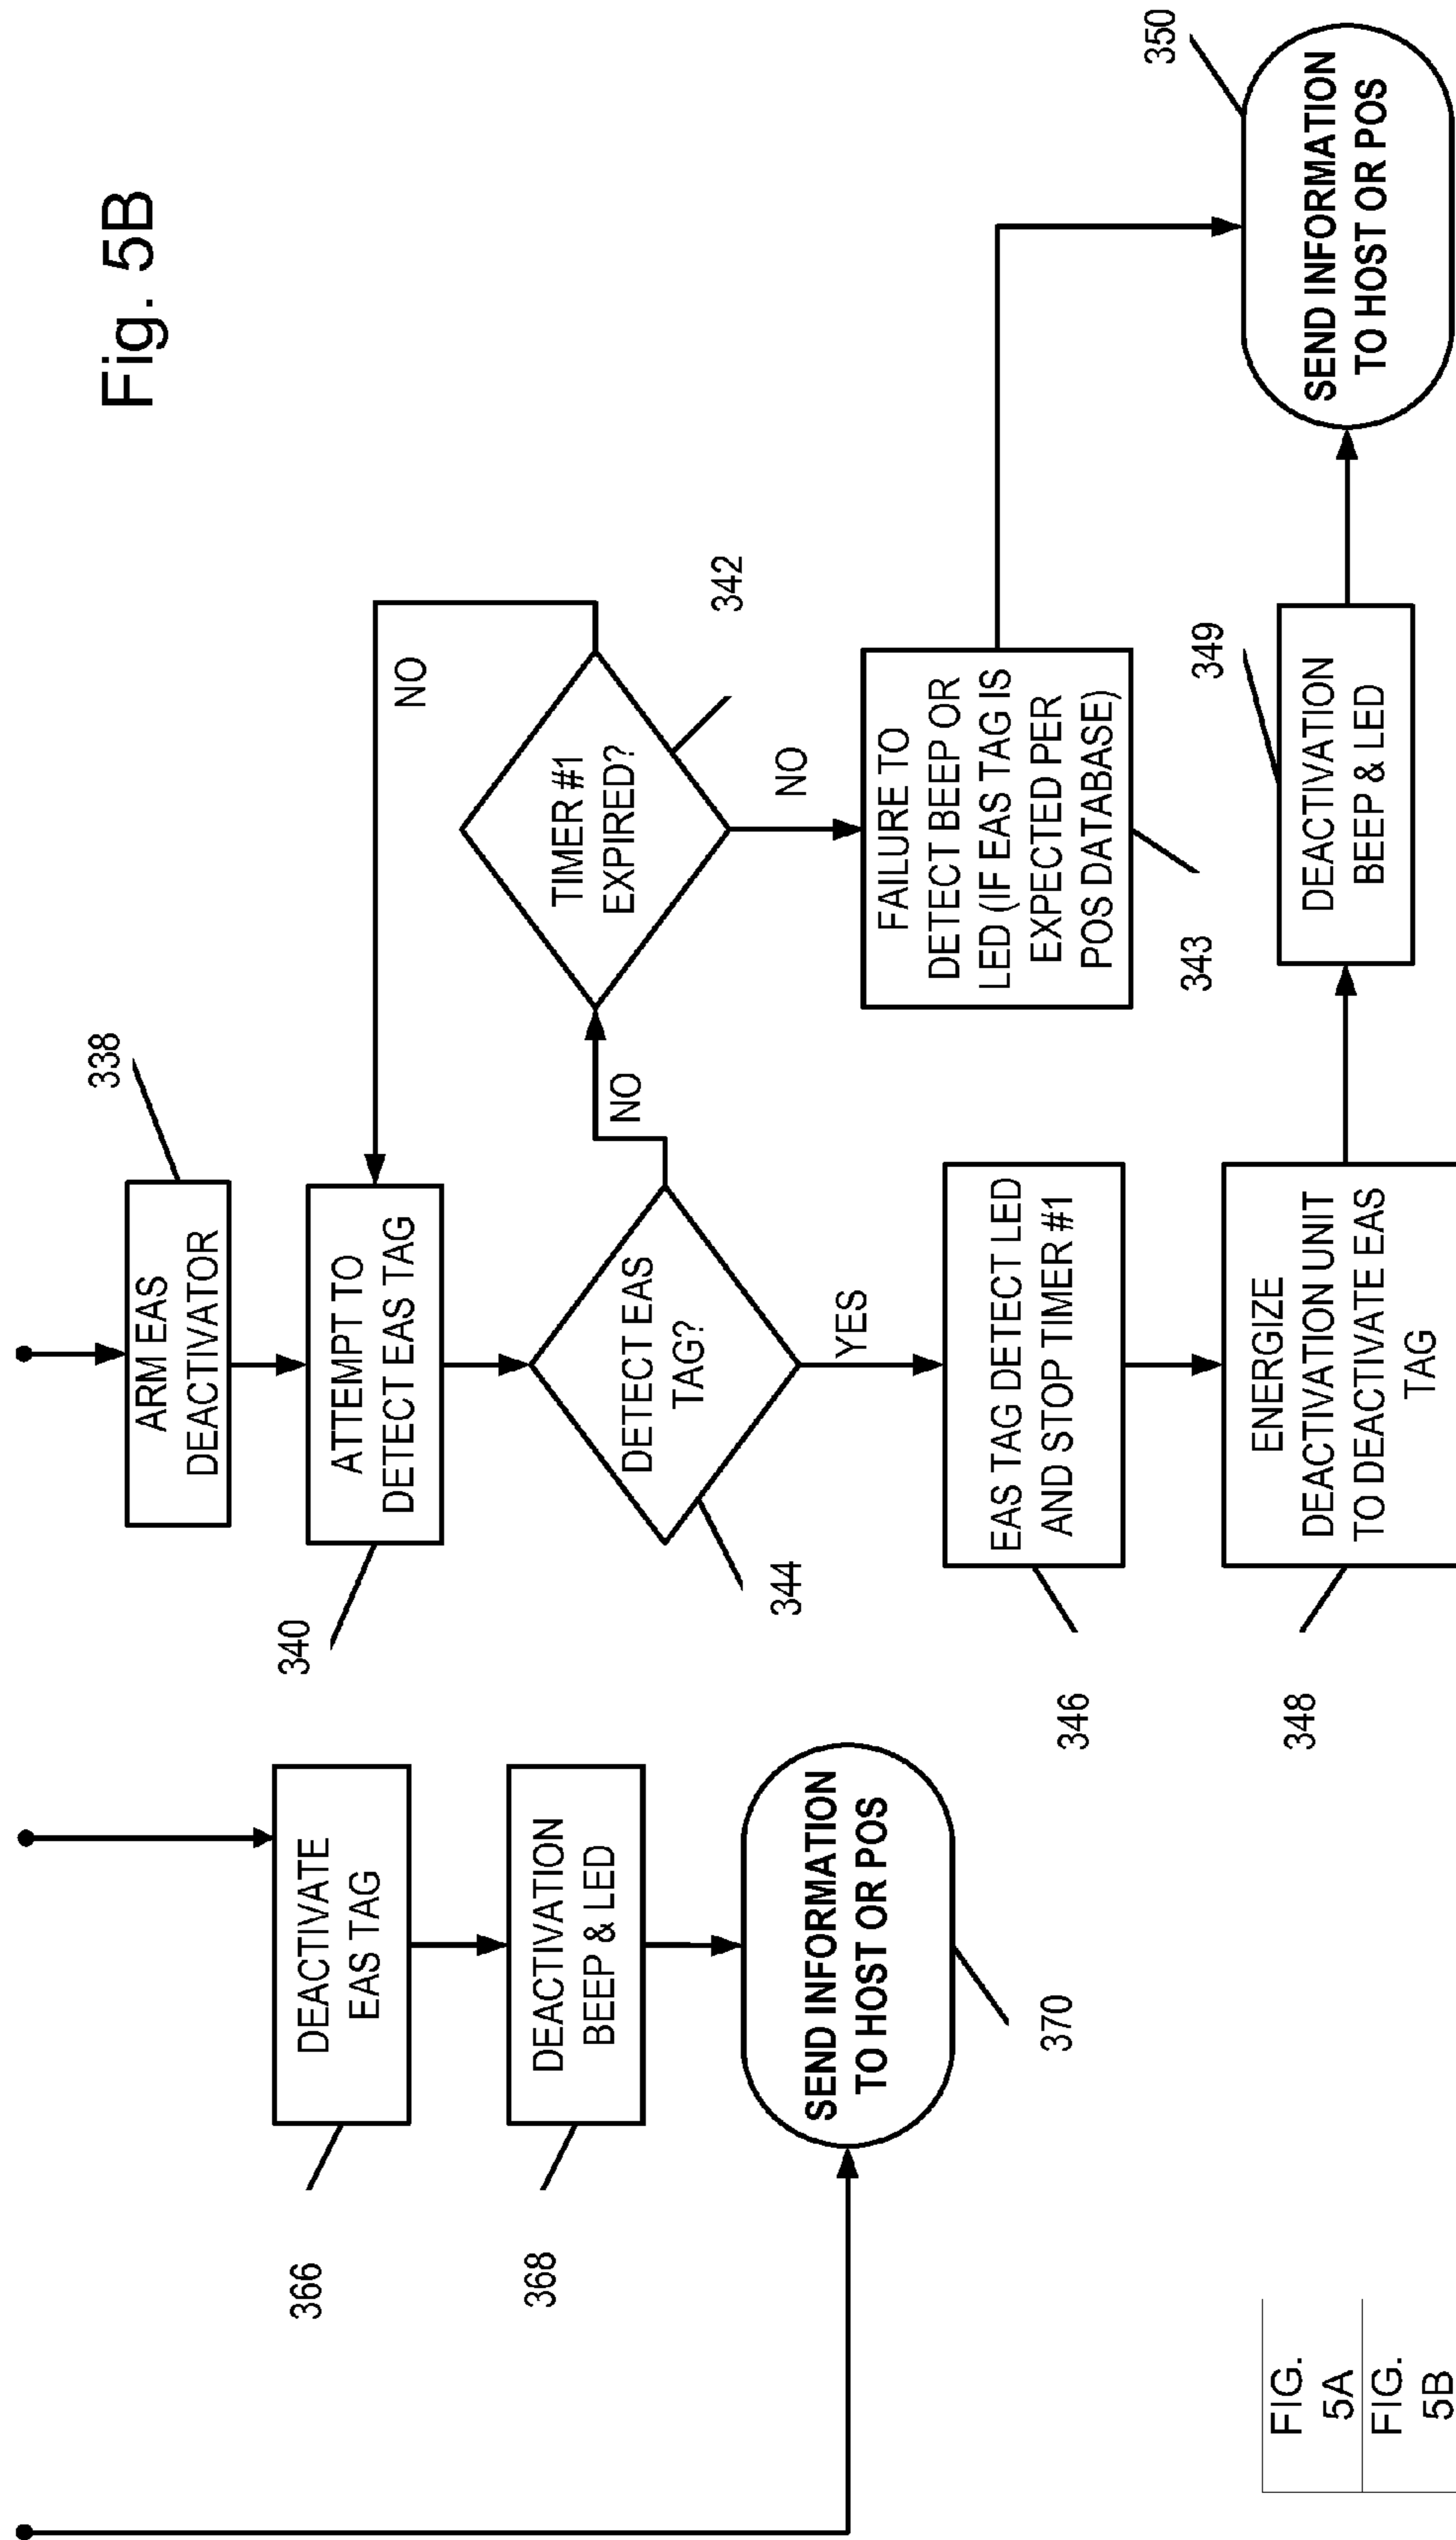 Fig. 5B
DEACTIVATE
EAS TAG
366
DEACTIVATION
BEEP & LED
368
SEND INFORMATION
TO HOST OR POS
370
ARM EAS
DEACTIVATOR
338
ATTEMPT TO
DETECT EAS TAG
340
DETECT EAS
TAG?
344
NO
YES
TIMER #1
EXPIRED?
342
NO
NO
FAILURE TO
DETECT BEEP OR
LED (IF EAS TAG IS
EXPECTED PER
POS DATABASE)
343
EAS TAG DETECT LED
AND STOP TIMER #1
346
ENERGIZE
DEACTIVATION UNIT
TO DEACTIVATE EAS
TAG
348
DEACTIVATION
BEEP & LED
349
SEND INFORMATION
TO HOST OR POS
350
FIG.
5A
FIG.
5B